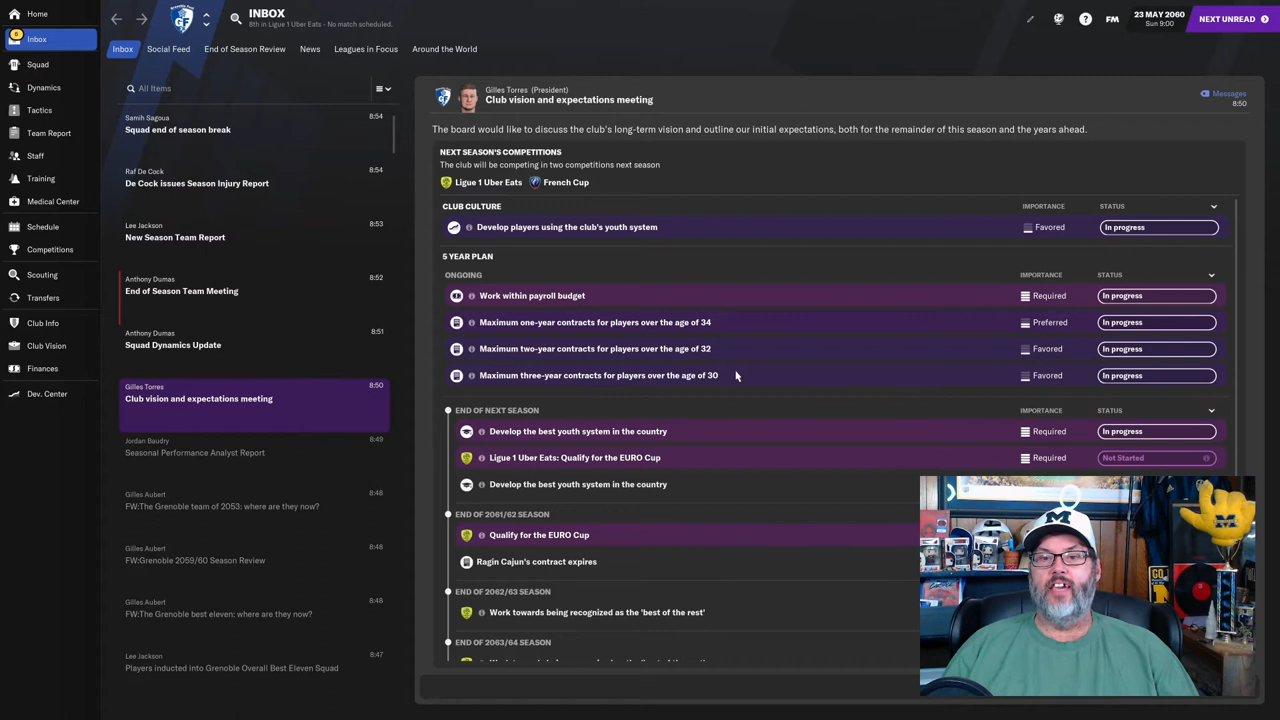 Home
INBOX
8th in Ligue 1 Uber Eats - No match scheduled.
FM
23 MAY 2060
Sun 9:00
NEXT UNREAD
6
Inbox
Squad
Dynamics
Tactics
Team Report
Staff
Training
Medical Center
Schedule
Competitions
Scouting
Transfers
Club Info
Club Vision
Finances
Dev. Center
Inbox
Social Feed
End of Season Review
News
Leagues in Focus
Around the World
All Items
Samih Sagoua
8:54
Squad end of season break
Raf De Cock
8:54
De Cock issues Season Injury Report
Lee Jackson
8:53
New Season Team Report
Anthony Dumas
8:52
End of Season Team Meeting
Anthony Dumas
8:51
Squad Dynamics Update
Gilles Torres
8:50
Club vision and expectations meeting
Jordan Baudry
8:49
Seasonal Performance Analyst Report
Gilles Aubert
8:48
FW:The Grenoble team of 2053: where are they now?
Gilles Aubert
8:48
FW:Grenoble 2059/60 Season Review
Gilles Aubert
8:48
FW:The Grenoble best eleven: where are they now?
Lee Jackson
8:47
Players inducted into Grenoble Overall Best Eleven Squad
Gilles Torres (President)
Club vision and expectations meeting
Messages
8:50
The board would like to discuss the club's long-term vision and outline our initial expectations, both for the remainder of this season and the years ahead.
NEXT SEASON'S COMPETITIONS
The club will be competing in two competitions next season
Ligue 1 Uber Eats French Cup
CLUB CULTURE IMPORTANCE STATUS
Develop players using the club's youth system Favored In progress
5 YEAR PLAN
ONGOING IMPORTANCE STATUS
Work within payroll budget Required In progress
Maximum one-year contracts for players over the age of 34 Preferred In progress
Maximum two-year contracts for players over the age of 32 Favored In progress
Maximum three-year contracts for players over the age of 30 Favored In progress
END OF NEXT SEASON IMPORTANCE STATUS
Develop the best youth system in the country Required In progress
Ligue 1 Uber Eats: Qualify for the EURO Cup Required Not Started
Develop the best youth system in the country
END OF 2061/62 SEASON
Qualify for the EURO Cup
Ragin Cajun's contract expires
END OF 2062/63 SEASON
Work towards being recognized as the 'best of the rest'
END OF 2063/64 SEASON
M
GO